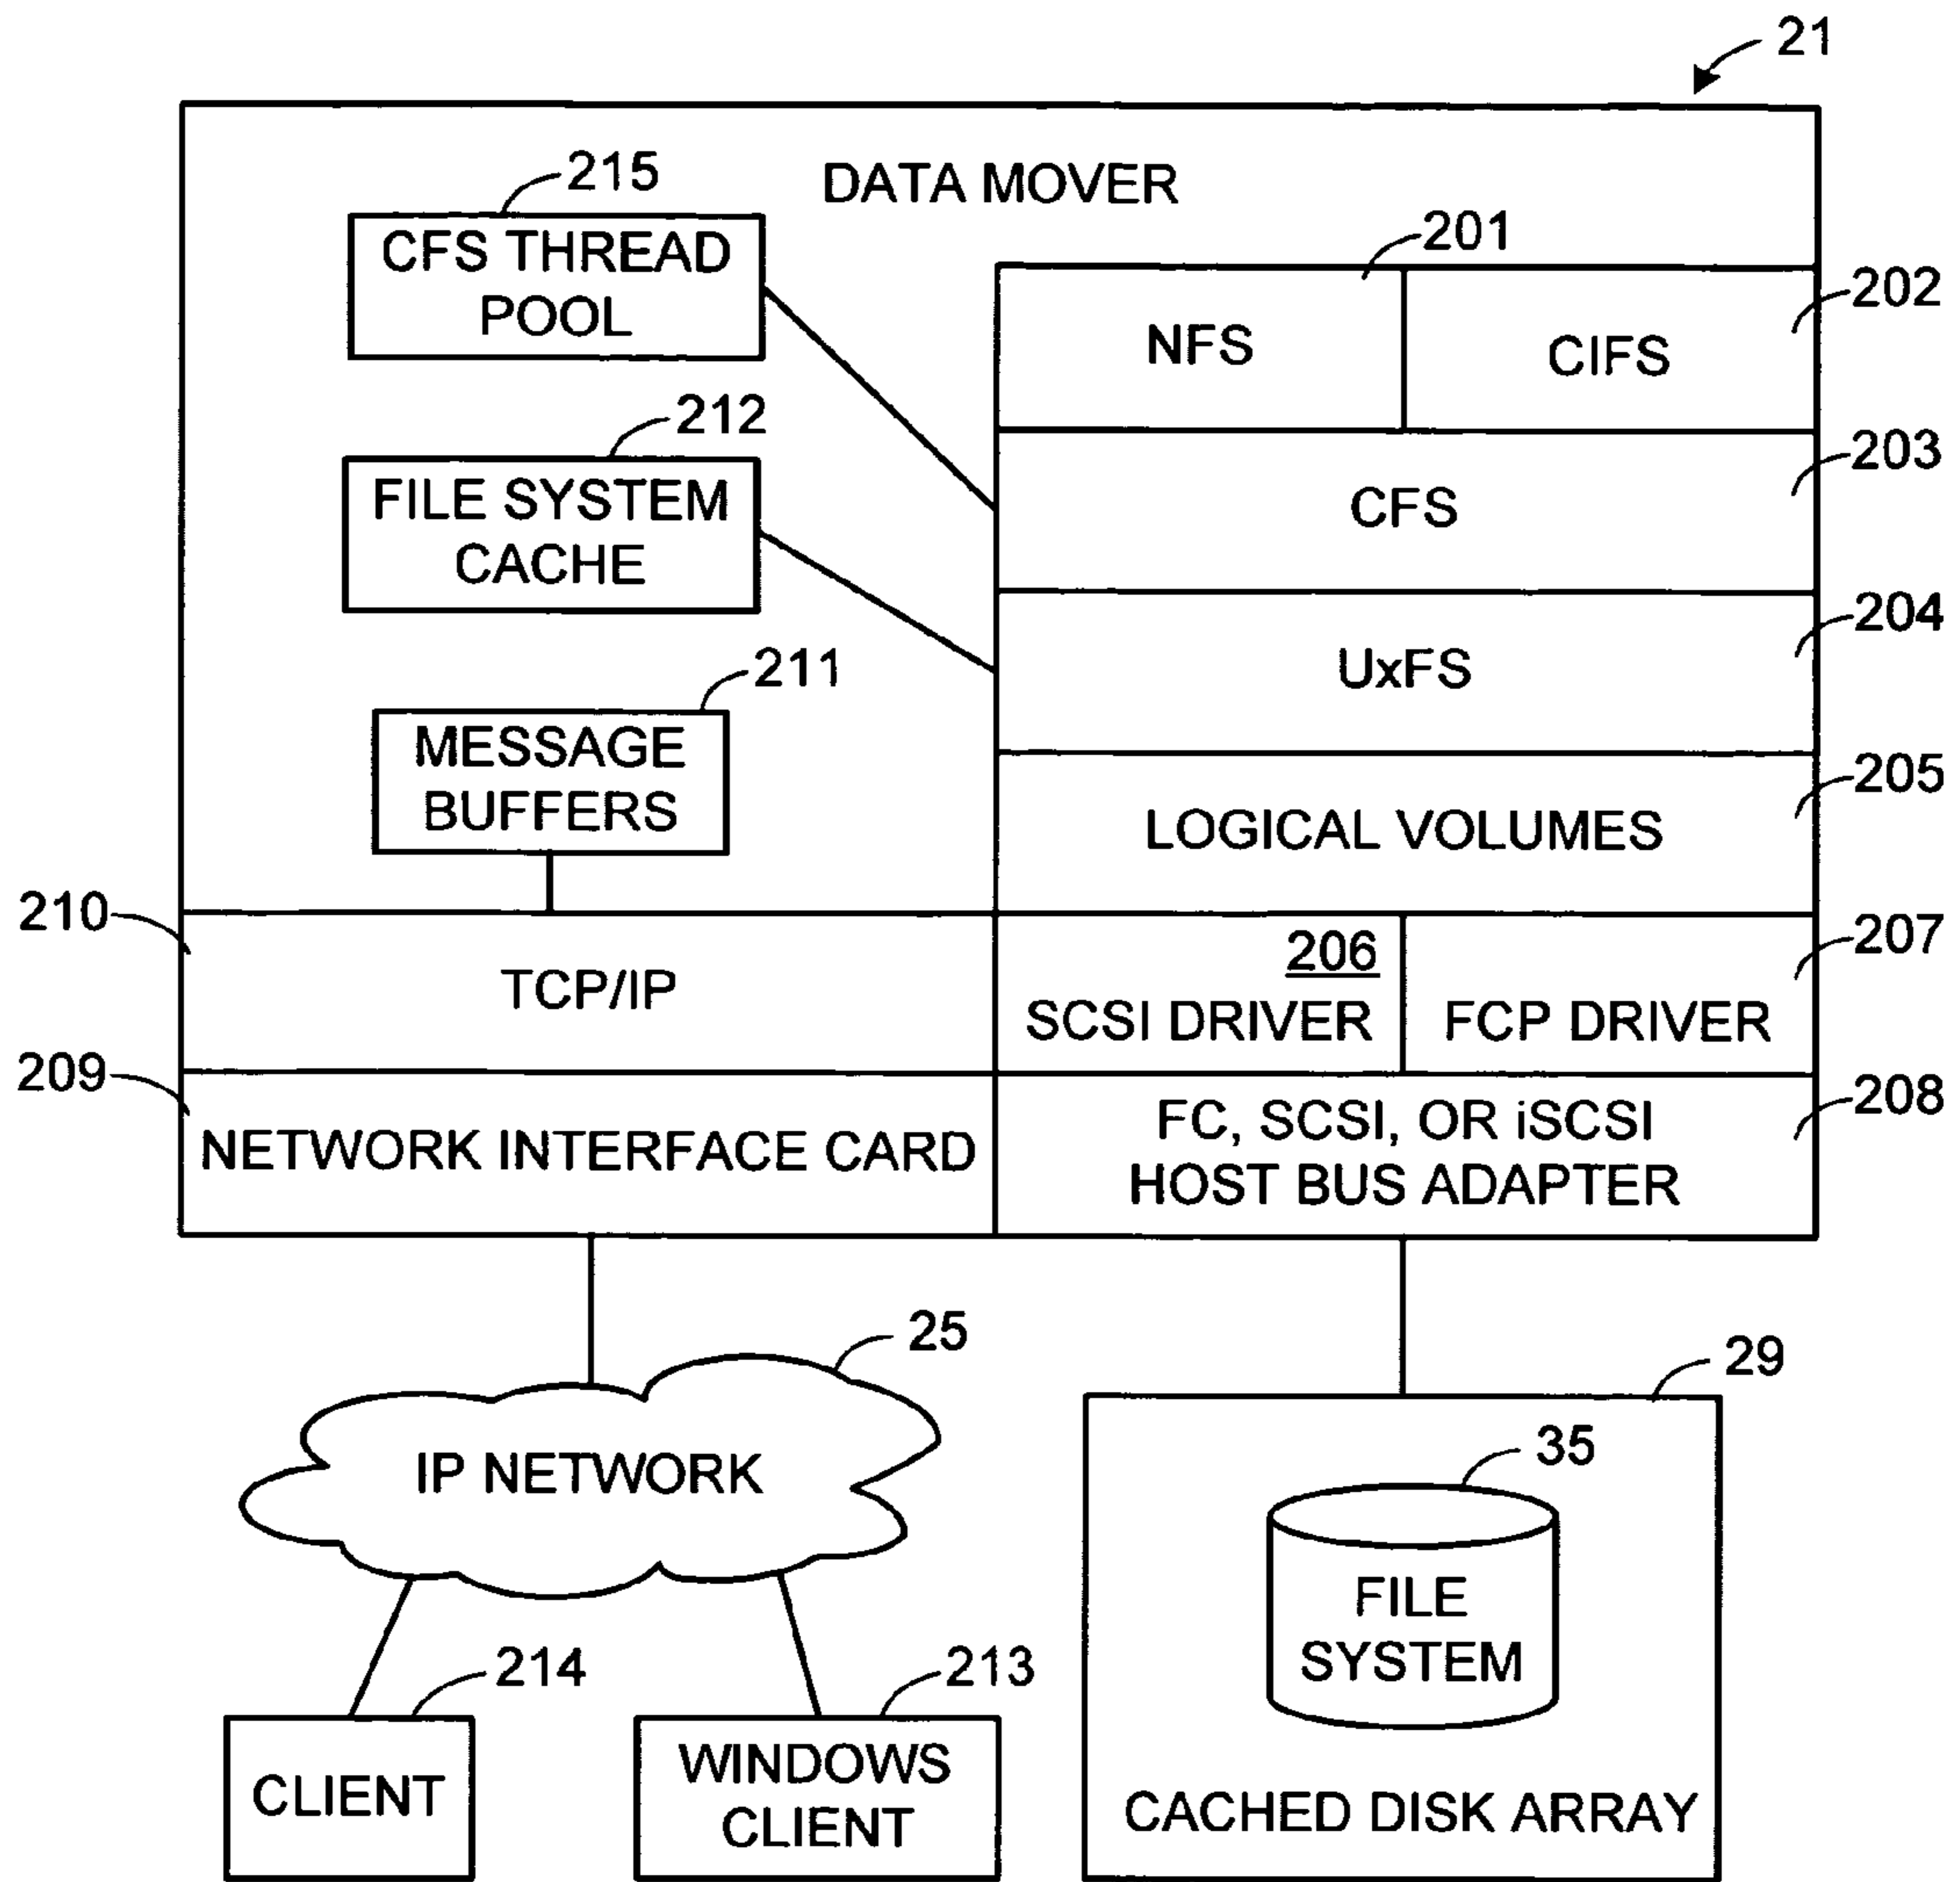 21
DATA MOVER
215
CFS THREAD
POOL
201
202
NFS
CIFS
212
FILE SYSTEM
CACHE
203
CFS
204
UxFS
211
MESSAGE
BUFFERS
205
LOGICAL VOLUMES
210
TCP/IP
206
SCSI DRIVER
207
FCP DRIVER
209
NETWORK INTERFACE CARD
208
FC, SCSI, OR iSCSI
HOST BUS ADAPTER
25
IP NETWORK
29
35
FILE
SYSTEM
CACHED DISK ARRAY
214
CLIENT
213
WINDOWS
CLIENT